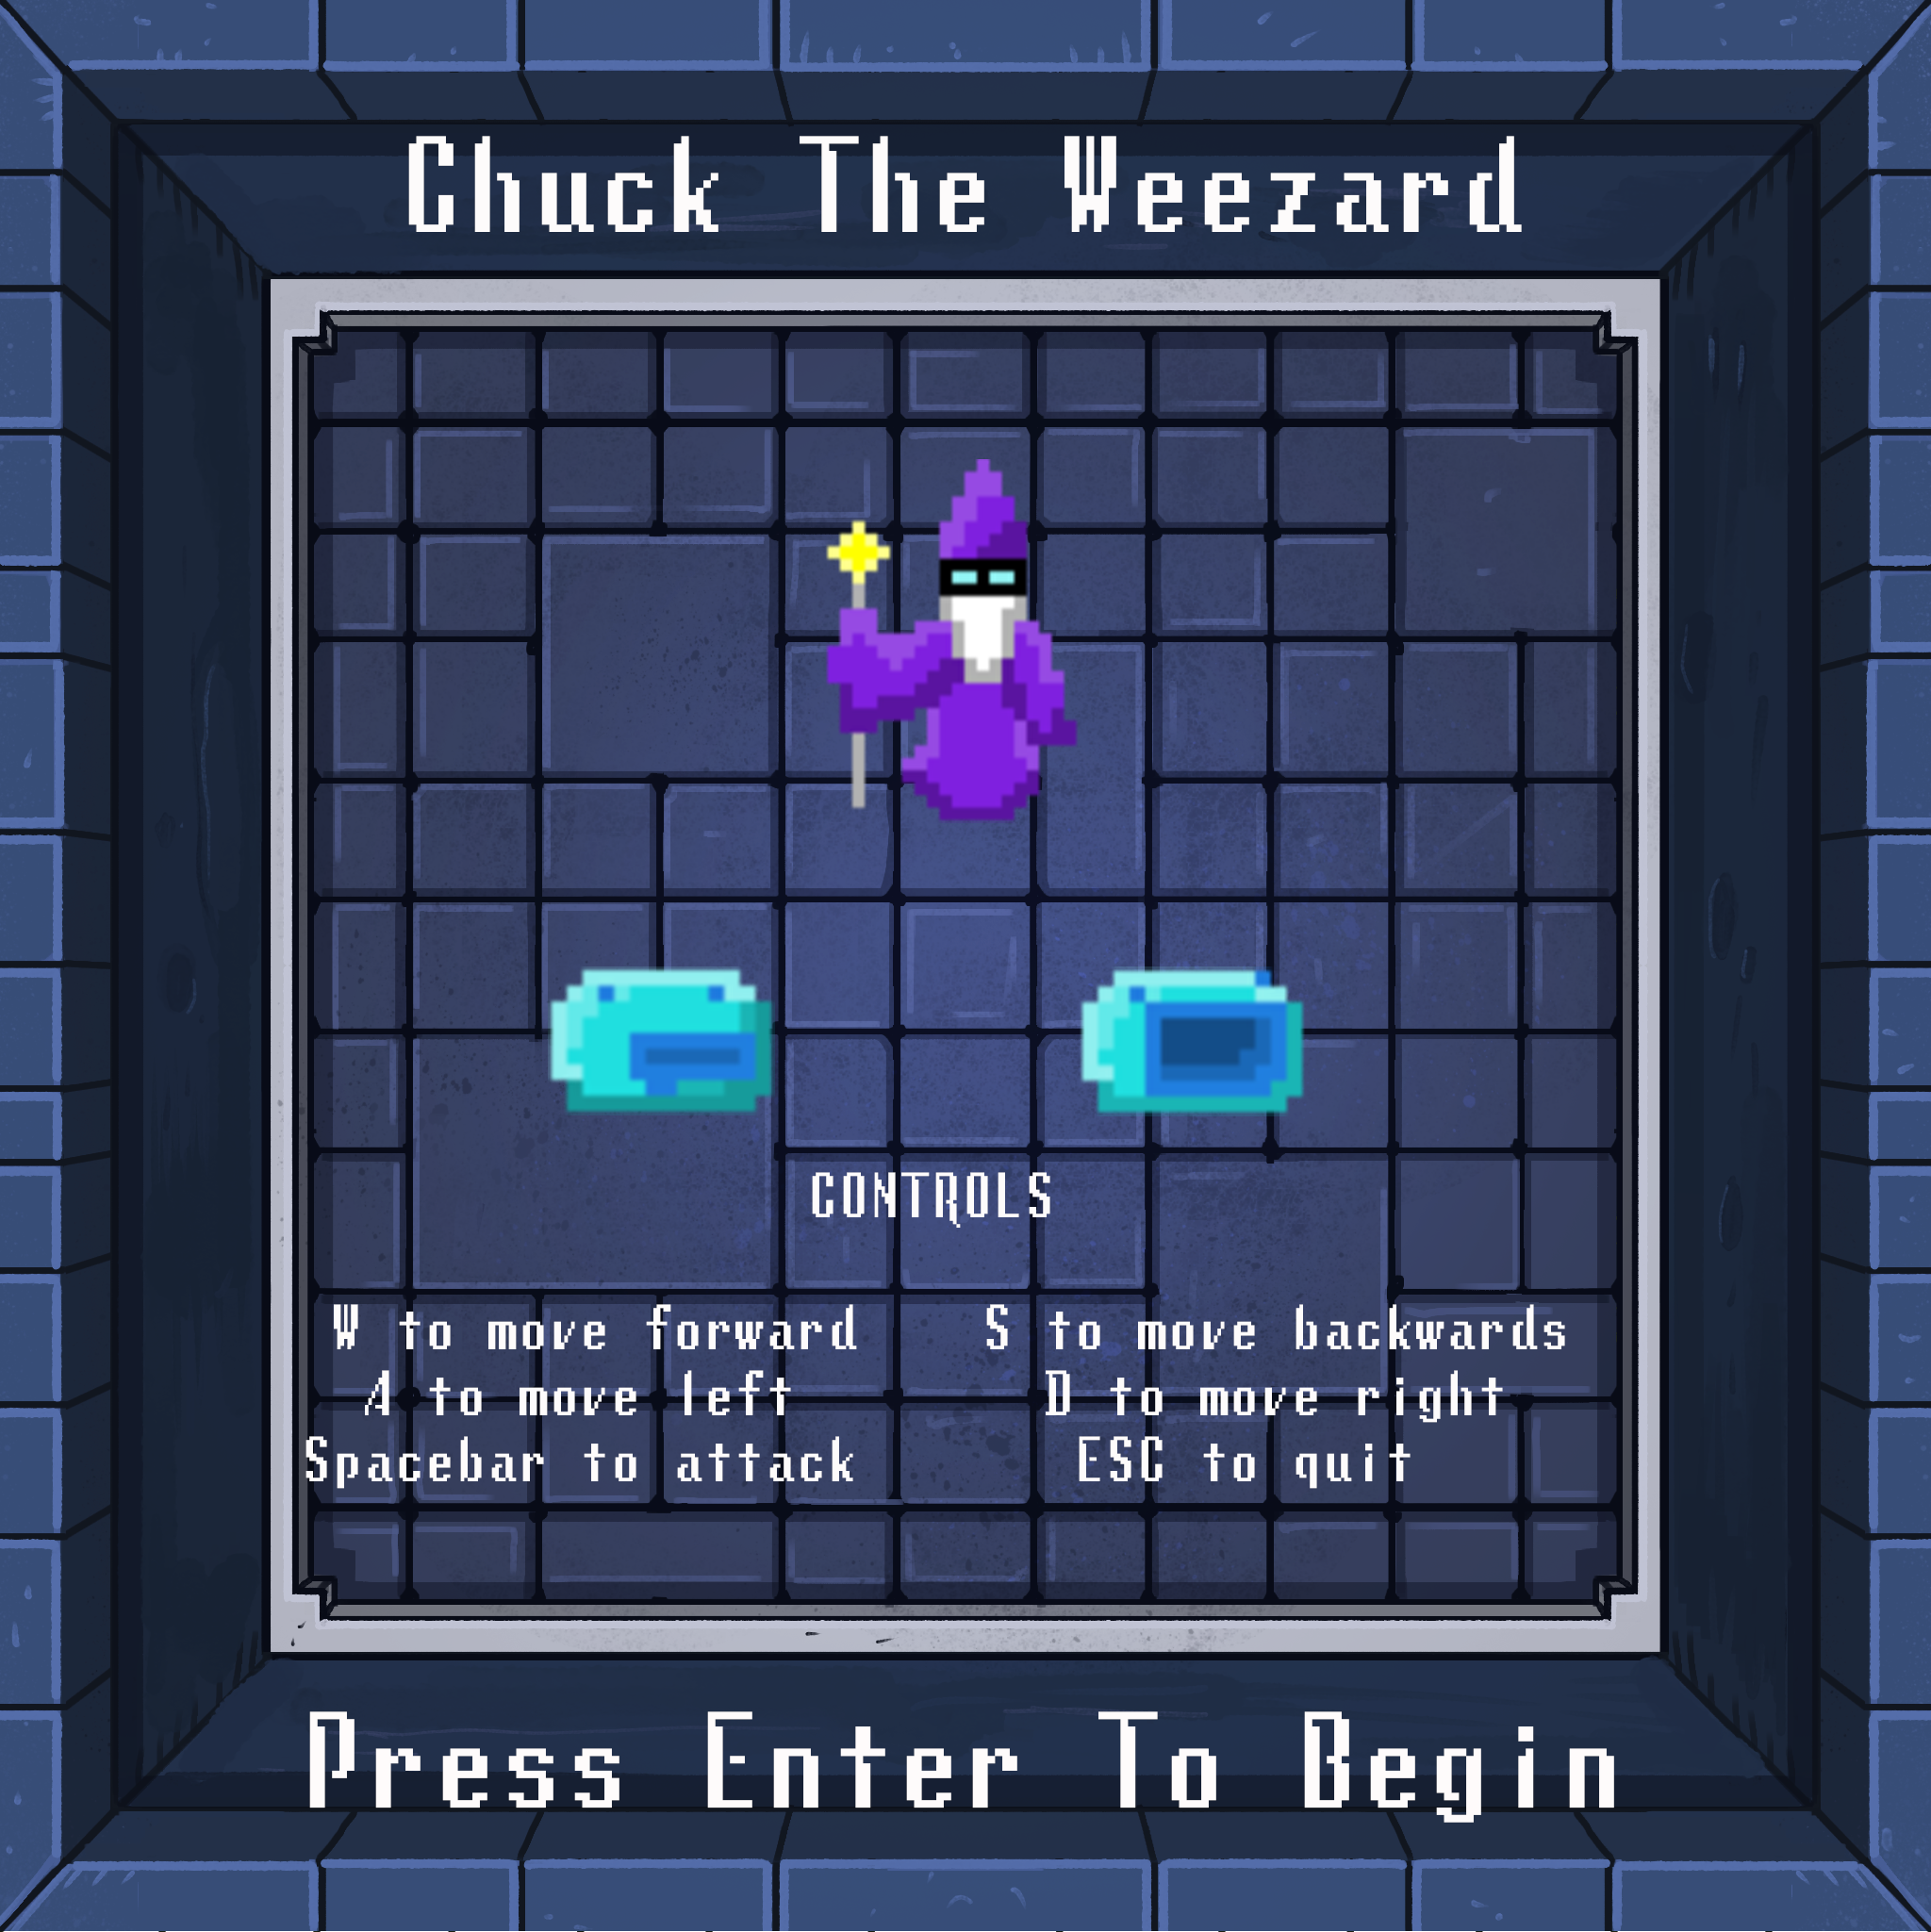 Chuck The Weezard
CONTROLS
W to move forward
S to move backwards
A to move left
D to move right
Spacebar to attack
ESC to quit
Press Enter To Begin